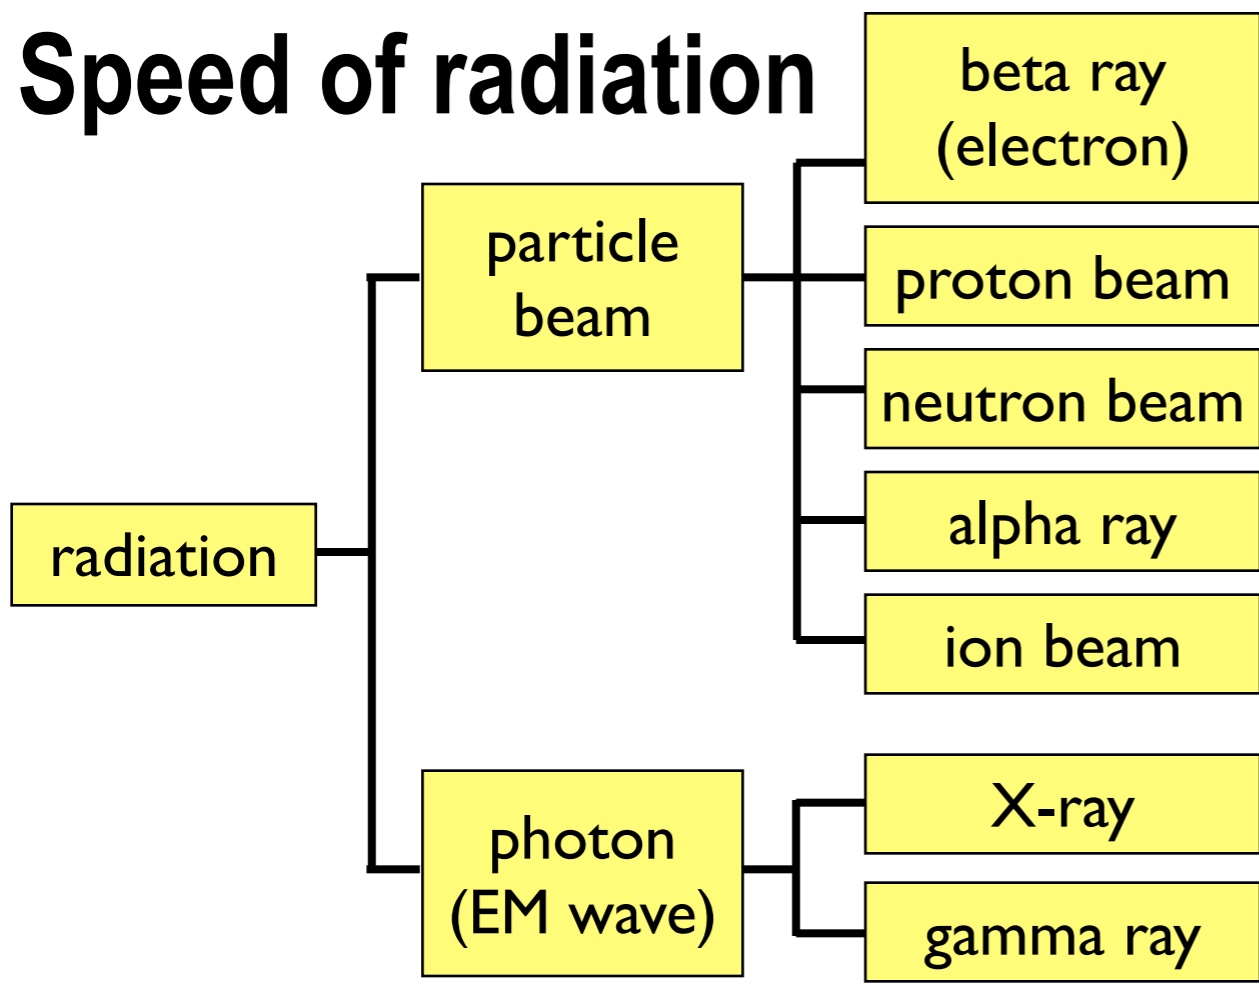 Speed of radiation
radiation
particle
beam
beta ray
(electron)
proton beam
neutron beam
alpha ray
ion beam
photon
(EM wave)
X-ray
gamma ray